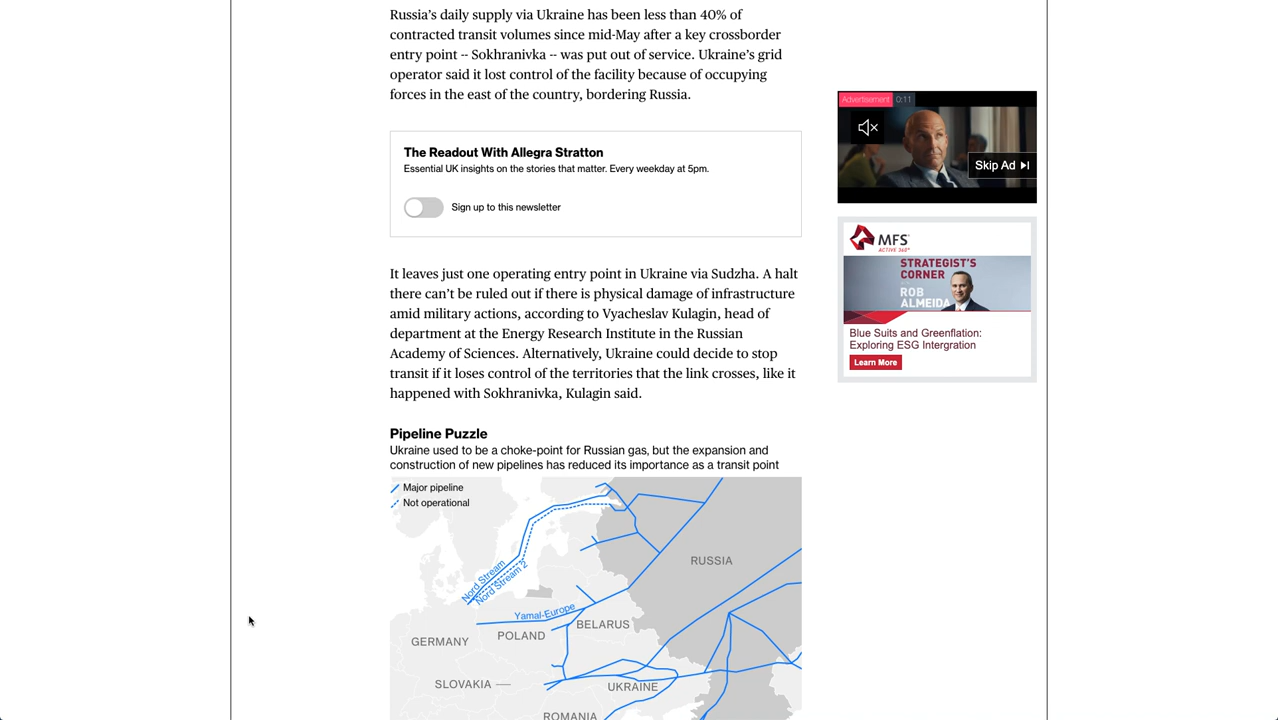 Russia’s daily supply via Ukraine has been less than 40% of
contracted transit volumes since mid-May after a key crossborder
entry point -- Sokhranivka -- was put out of service. Ukraine’s grid
operator said it lost control of the facility because of occupying
forces in the east of the country, bordering Russia.
The Readout With Allegra Stratton
Essential UK insights on the stories that matter. Every weekday at 5pm.
Sign up to this newsletter
It leaves just one operating entry point in Ukraine via Sudzha. A halt
there can’t be ruled out if there is physical damage of infrastructure
amid military actions, according to Vyacheslav Kulagin, head of
department at the Energy Research Institute in the Russian
Academy of Sciences. Alternatively, Ukraine could decide to stop
transit if it loses control of the territories that the link crosses, like it
happened with Sokhranivka, Kulagin said.
Pipeline Puzzle
Ukraine used to be a choke-point for Russian gas, but the expansion and
construction of new pipelines has reduced its importance as a transit point
Major pipeline
Not operational
RUSSIA
Nord Stream
Nord Stream 2
Yamal-Europe
BELARUS
GERMANY
POLAND
SLOVAKIA
UKRAINE
ROMANIA
Advertisement 0:11
Skip Ad
MFS
ACTIVE 360°
STRATEGIST'S
CORNER
WITH
ROB
ALMEIDA
Blue Suits and Greenflation:
Exploring ESG Intergration
Learn More